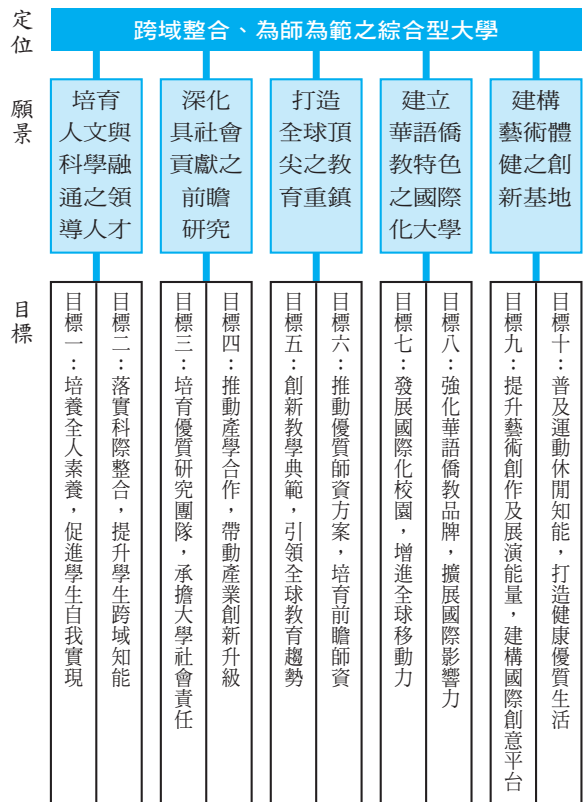 定位
跨域整合、為師為範之綜合型大學
願景
培育
人文與
科學融
通之領
導人才
深化
具社會
貢獻之
前瞻
研究
打造
全球頂
尖之教
育重鎮
建立
華語僑
教特色
之國際
化大學
建構
藝術體
健之創
新基地
目標
目標一：培養全人素養，促進學生自我實現
目標二：落實科際整合，提升學生跨域知能
目標三：培育優質研究團隊，承擔大學社會責任
目標四：推動產學合作，帶動產業創新升級
目標五：創新教學典範，引領全球教育趨勢
目標六：推動優質師資方案，培育前瞻師資
目標七：發展國際化校園，增進全球移動力
目標八：強化華語僑教品牌，擴展國際影響力
目標九：提升藝術創作及展演能量，建構國際創意平台
目標十：普及運動休閒知能，打造健康優質生活